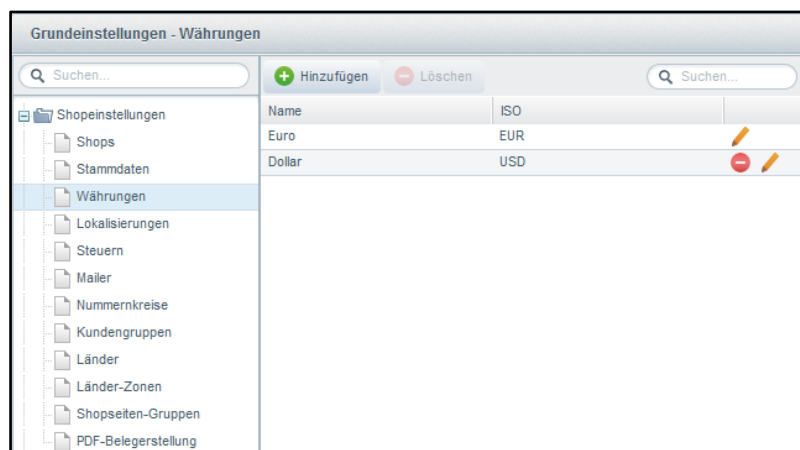 Grundeinstellungen - Währungen
Suchen...
Hinzufügen
Löschen
Suchen...
Shopeinstellungen
Shops
Stammdaten
Währungen
Lokalisierungen
Steuern
Mailer
Nummernkreise
Kundengruppen
Länder
Länder-Zonen
Shopseiten-Gruppen
PDF-Belegerstellung
Name ISO
Euro EUR
Dollar USD